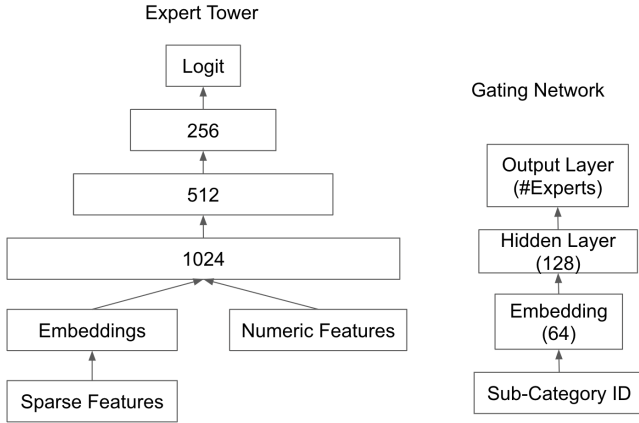 Expert Tower
Logit
256
512
1024
Embeddings
Numeric Features
Sparse Features
Gating Network
Output Layer
(#Experts)
Hidden Layer
(128)
Embedding
(64)
Sub-Category ID